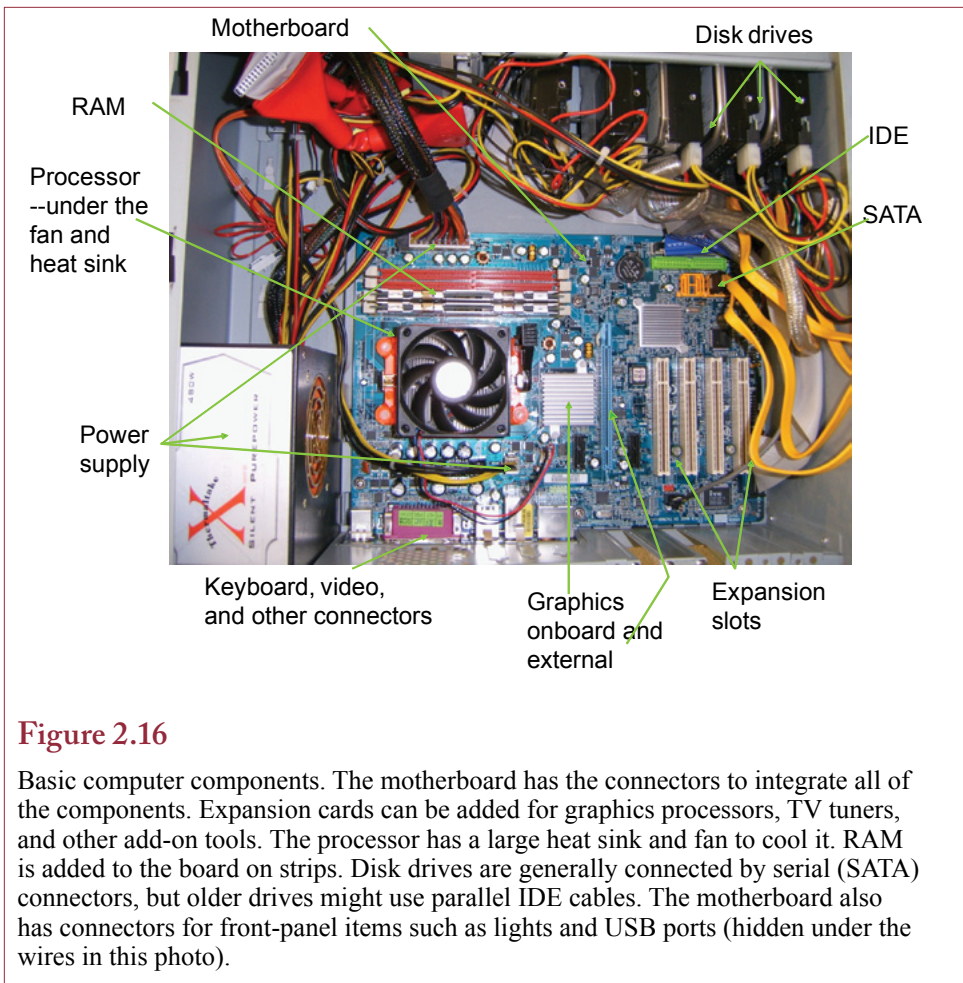 Motherboard
Disk drives
RAM
IDE
Processor
--under the
fan and
heat sink
SATA
480W
Thermaltake
X
SILENT PUREPOWER
Power
supply
Keyboard, video,
and other connectors
Graphics
onboard and
external
Expansion
slots
Figure 2.16
Basic computer components. The motherboard has the connectors to integrate all of
the components. Expansion cards can be added for graphics processors, TV tuners,
and other add-on tools. The processor has a large heat sink and fan to cool it. RAM
is added to the board on strips. Disk drives are generally connected by serial (SATA)
connectors, but older drives might use parallel IDE cables. The motherboard also
has connectors for front-panel items such as lights and USB ports (hidden under the
wires in this photo).